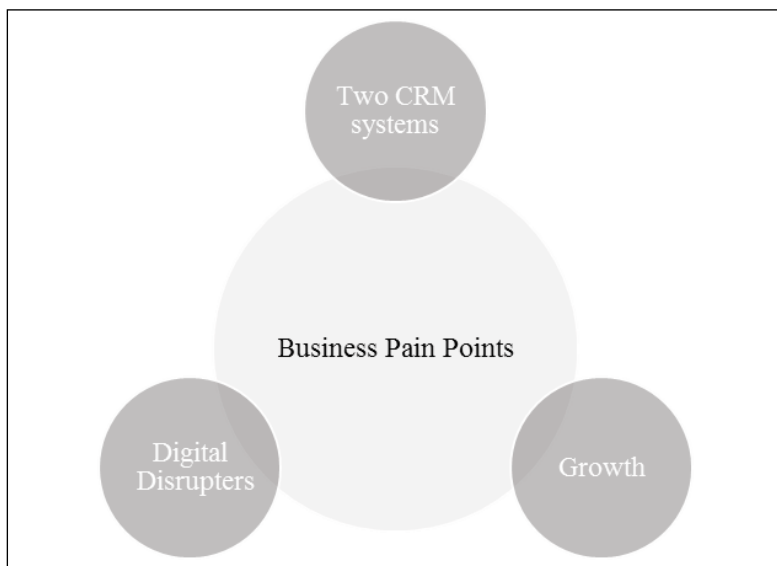 Two CRM
systems
Business Pain Points
Digital
Disrupters
Growth